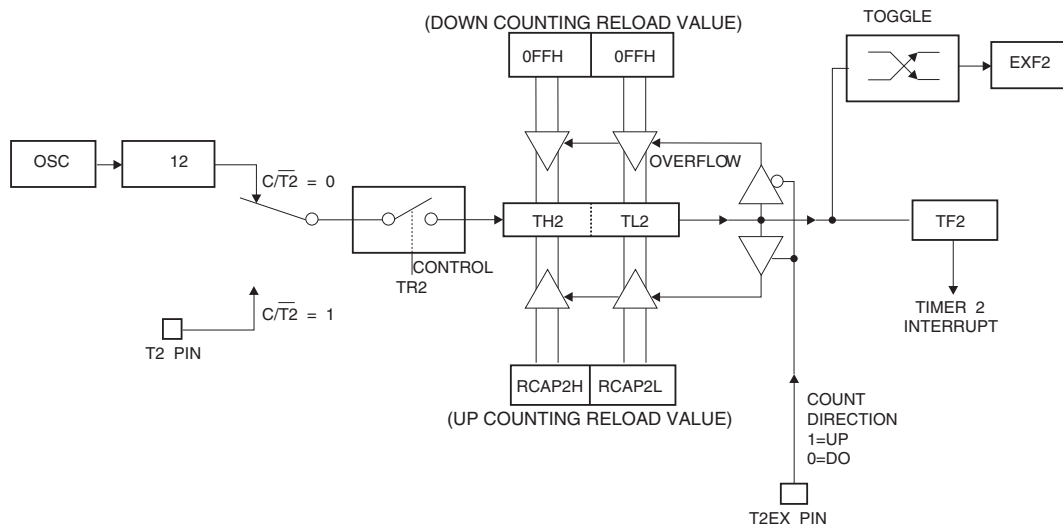 (DOWN COUNTING RELOAD VALUE)
TOGGLE
0FFH 0FFH
EXF2
OSC
12
OVERFLOW
C/T2̅ = 0
TH2 TL2
TF2
CONTROL
TR2
C/T2̅ = 1
TIMER 2
INTERRUPT
T2 PIN
RCAP2H RCAP2L
(UP COUNTING RELOAD VALUE)
COUNT
DIRECTION
1=UP
0=DO
T2EX PIN